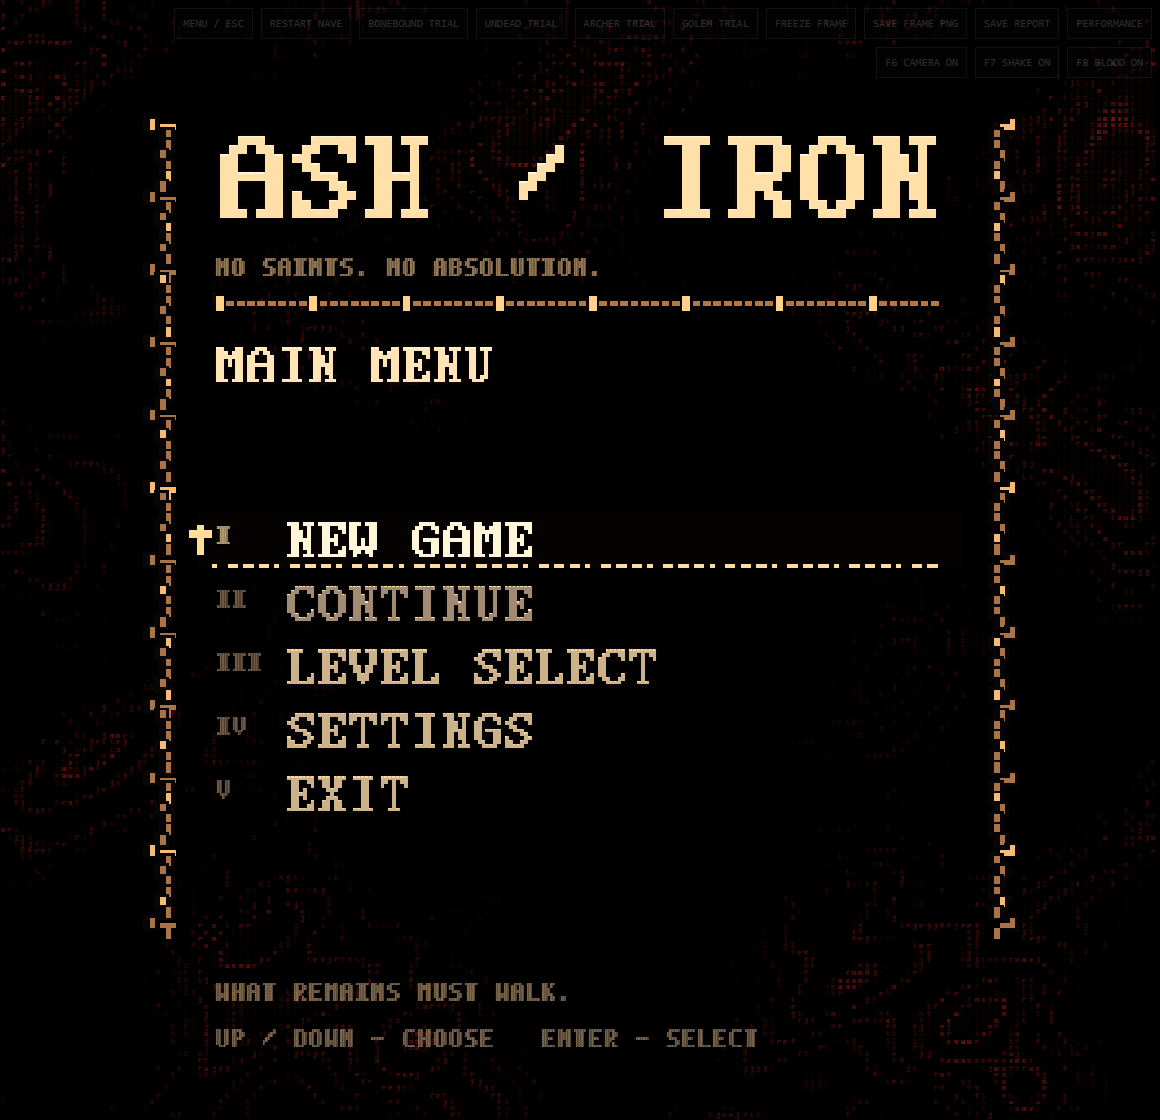 MENU / ESC RESTART NAVE BONEBOUND TRIAL UNDEAD TRIAL ARCHER TRIAL GOLEM TRIAL FREEZE FRAME SAVE FRAME PNG SAVE REPORT PERFORMANCE
F6 CAMERA ON F7 SHAKE ON F8 BLOOD ON
ASH / IRON
NO SAINTS. NO ABSOLUTION.
MAIN MENU
I NEW GAME
II CONTINUE
III LEVEL SELECT
IV SETTINGS
V EXIT
WHAT REMAINS MUST WALK.
UP / DOWN - CHOOSE ENTER - SELECT